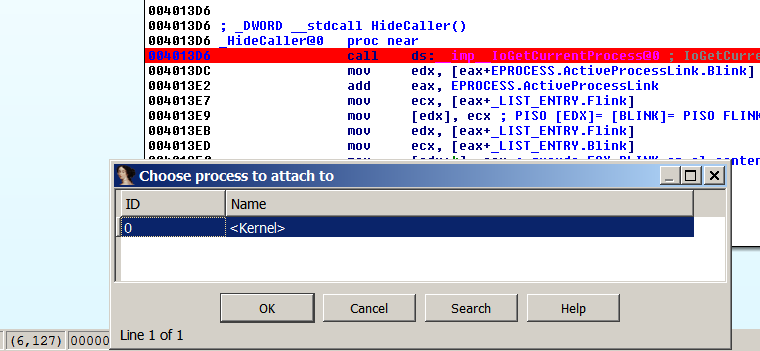 004013D6
004013D6 ; _DWORD __stdcall HideCaller()
004013D6 _HideCaller@0 proc near
004013D6 call ds:__imp__IoGetCurrentProcess@0 ; IoGetCurrent
004013DC mov edx, [eax+EPROCESS.ActiveProcessLink.Blink]
004013E2 add eax, EPROCESS.ActiveProcessLink
004013E7 mov ecx, [eax+_LIST_ENTRY.Flink]
004013E9 mov [edx], ecx ; PISO [EDX]= [BLINK]= PISO FLINK
004013EB mov edx, [eax+_LIST_ENTRY.Flink]
004013ED mov ecx, [eax+_LIST_ENTRY.Blink]
004013F0 mov
Choose process to attach to
ID Name
0 <Kernel>
OK Cancel Search Help
Line 1 of 1
(6,127) 00000